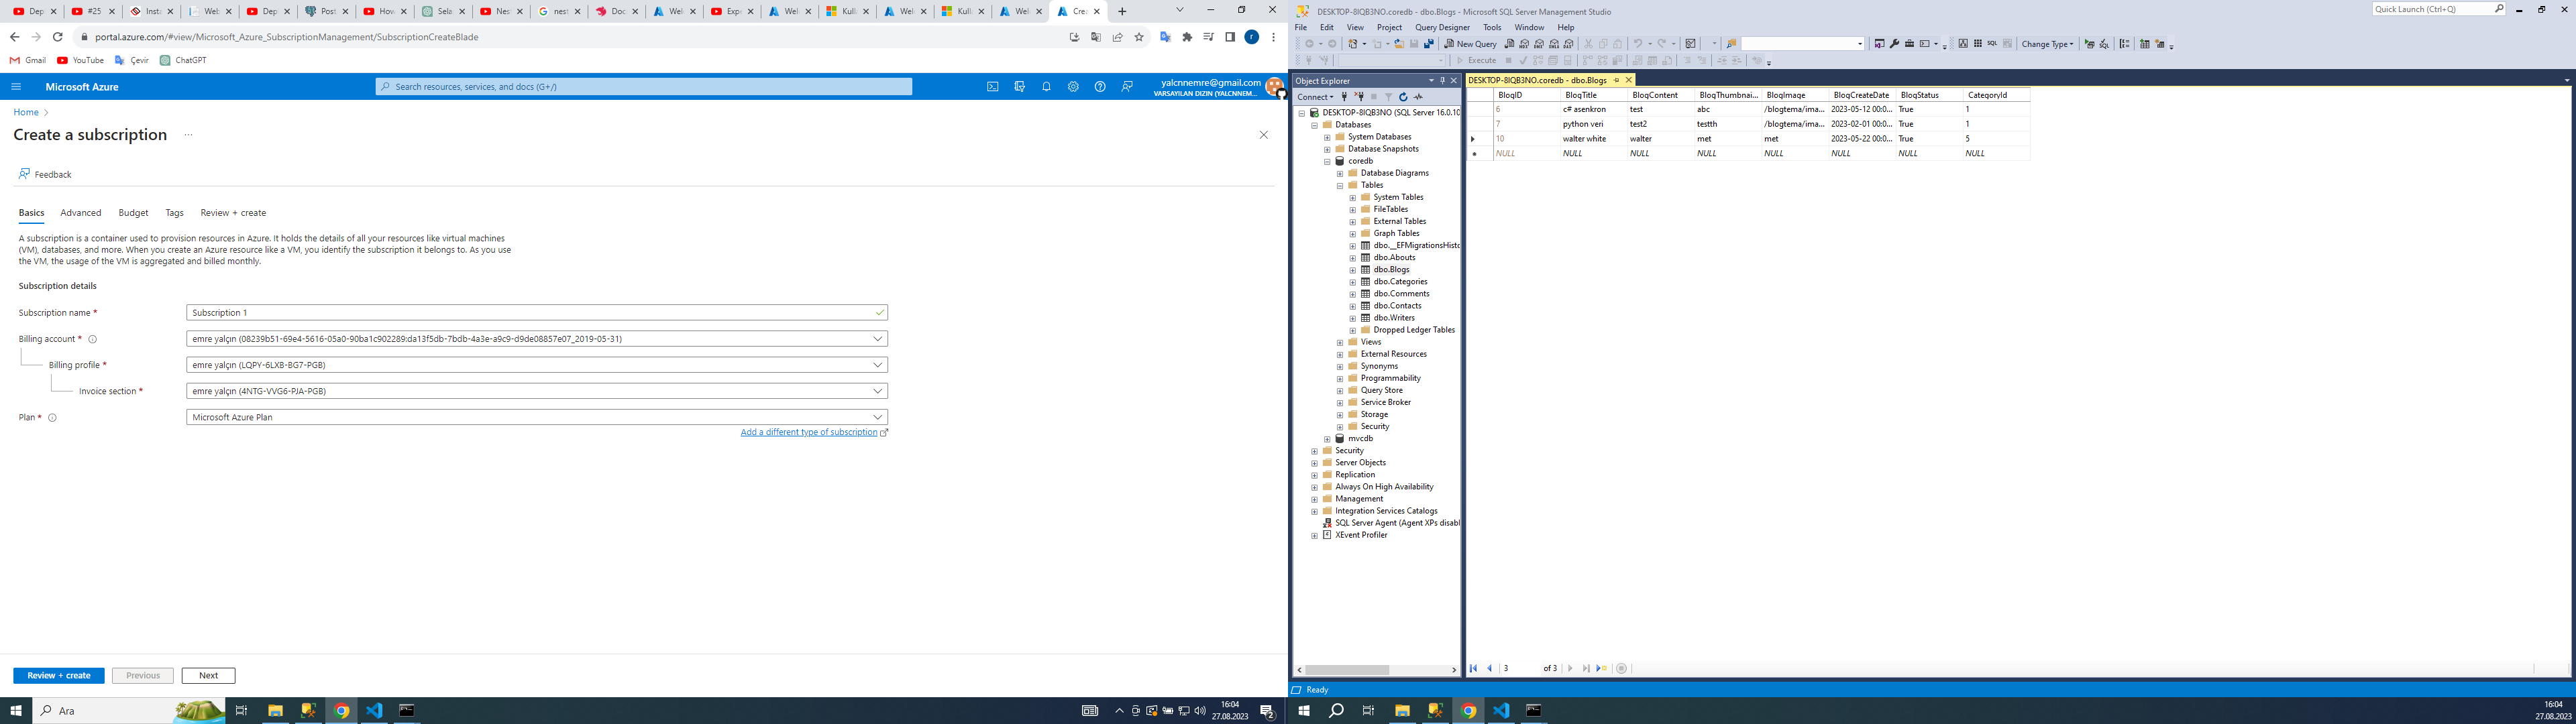 Dep
#25
Insta
Web
Dep
Post
How
Sela
Nes
nest
Doc
Wel
Exp
Wel
Kulla
Wel
Kulla
Wel
Crea
portal.azure.com/#view/Microsoft_Azure_SubscriptionManagement/SubscriptionCreateBlade
Gmail
YouTube
Çevir
ChatGPT
Microsoft Azure
Search resources, services, and docs (G+/)
yalcnnemre@gmail.com
VARSAYILAN DIZIN (YALCNNEM...
Home
Create a subscription ...
Feedback
Basics
Advanced
Budget
Tags
Review + create
A subscription is a container used to provision resources in Azure. It holds the details of all your resources like virtual machines
(VM), databases, and more. When you create an Azure resource like a VM, you identify the subscription it belongs to. As you use
the VM, the usage of the VM is aggregated and billed monthly.
Subscription details
Subscription name *
Subscription 1
Billing account *
emre yalçın (08239b51-69e4-5616-05a0-90ba1c902289:da13f5db-7bdb-4a3e-a9c9-d9de08857e07_2019-05-31)
Billing profile *
emre yalçın (LQPY-6LXB-BG7-PGB)
Invoice section *
emre yalçın (4NTG-VVG6-PJA-PGB)
Plan *
Microsoft Azure Plan
Add a different type of subscription
Review + create
Previous
Next
Ara
16:04
27.08.2023
2
DESKTOP-8IQB3NO.coredb - dbo.Blogs - Microsoft SQL Server Management Studio
Quick Launch (Ctrl+Q)
File
Edit
View
Project
Query Designer
Tools
Window
Help
New Query
Change Type
Execute
Object Explorer
Connect
DESKTOP-8IQB3NO (SQL Server 16.0.10
Databases
System Databases
Database Snapshots
coredb
Database Diagrams
Tables
System Tables
FileTables
External Tables
Graph Tables
dbo.__EFMigrationsHisto
dbo.Abouts
dbo.Blogs
dbo.Categories
dbo.Comments
dbo.Contacts
dbo.Writers
Dropped Ledger Tables
Views
External Resources
Synonyms
Programmability
Query Store
Service Broker
Storage
Security
mvcdb
Security
Server Objects
Replication
Always On High Availability
Management
Integration Services Catalogs
SQL Server Agent (Agent XPs disabl
XEvent Profiler
DESKTOP-8IQB3NO.coredb - dbo.Blogs
BlogID BlogTitle BlogContent BlogThumbnai... BlogImage BlogCreateDate BlogStatus CategoryId
6 c# asenkron test abc /blogtema/ima... 2023-05-12 00:0... True 1
7 python veri test2 testth /blogtema/ima... 2023-02-01 00:0... True 1
10 walter white walter met met 2023-05-22 00:0... True 5
NULL NULL NULL NULL NULL NULL NULL NULL
3 of 3
Ready
16:04
27.08.2023